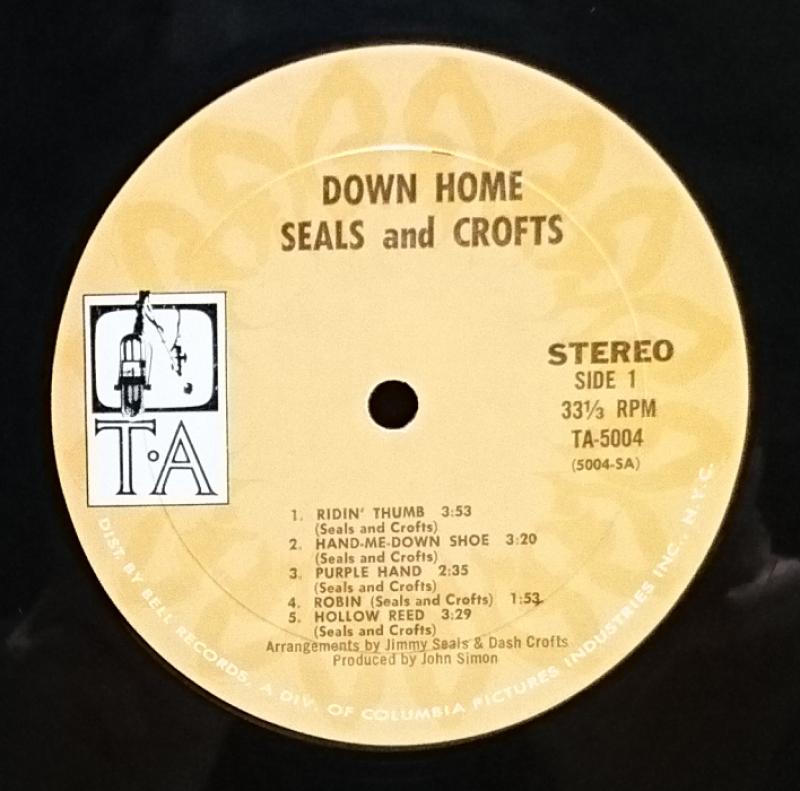 DOWN HOME
SEALS and CROFTS
T·A
STEREO
SIDE 1
33⅓ RPM
TA-5004
(5004-SA)
1. RIDIN' THUMB 3:53
(Seals and Crofts)
2. HAND-ME-DOWN SHOE 3:20
(Seals and Crofts)
3. PURPLE HAND 2:35
(Seals and Crofts)
4. ROBIN (Seals and Crofts) 1:53
5. HOLLOW REED 3:29
(Seals and Crofts)
Arrangements by Jimmy Seals & Dash Crofts
Produced by John Simon
DIST. BY BELL RECORDS, A DIV. OF COLUMBIA PICTURES INDUSTRIES INC., N.Y.C.